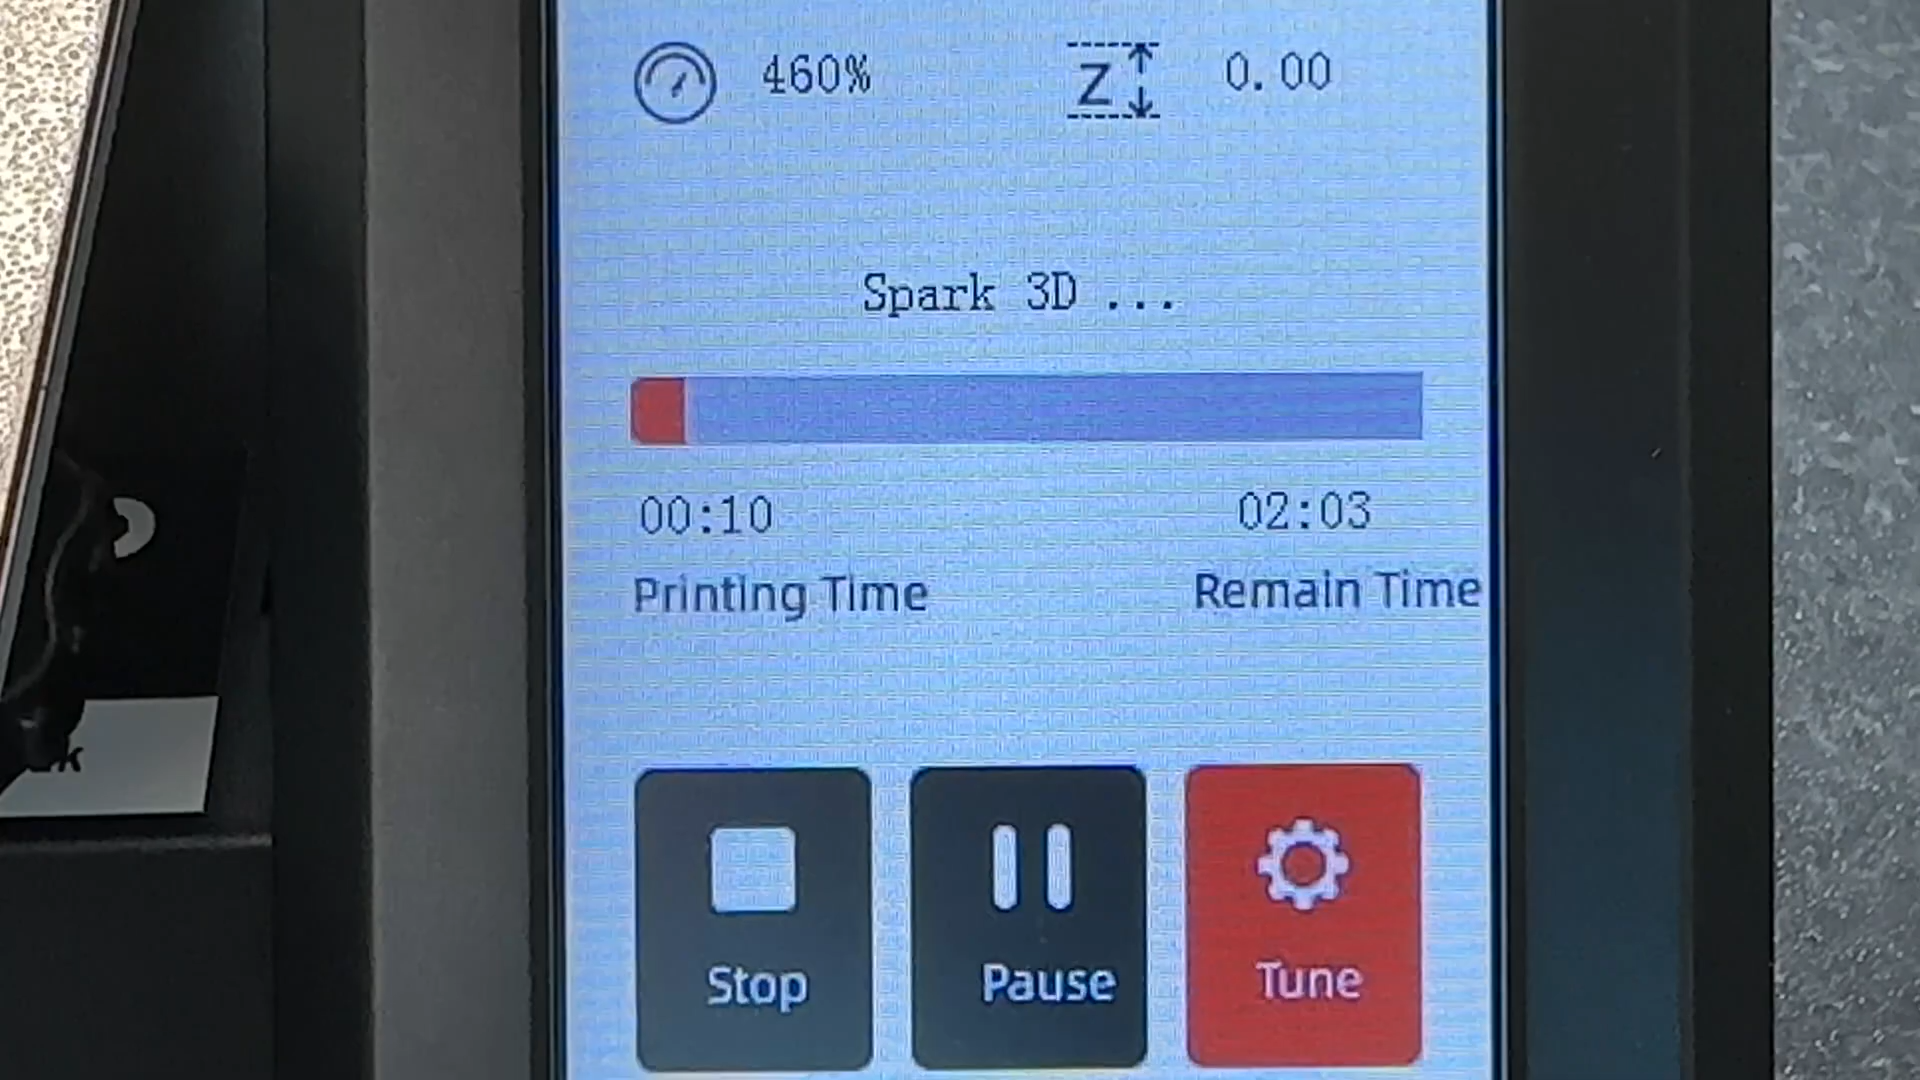 460% Z 0.00
Spark 3D ...
00:10 02:03
Printing Time Remain Time
Stop Pause Tune